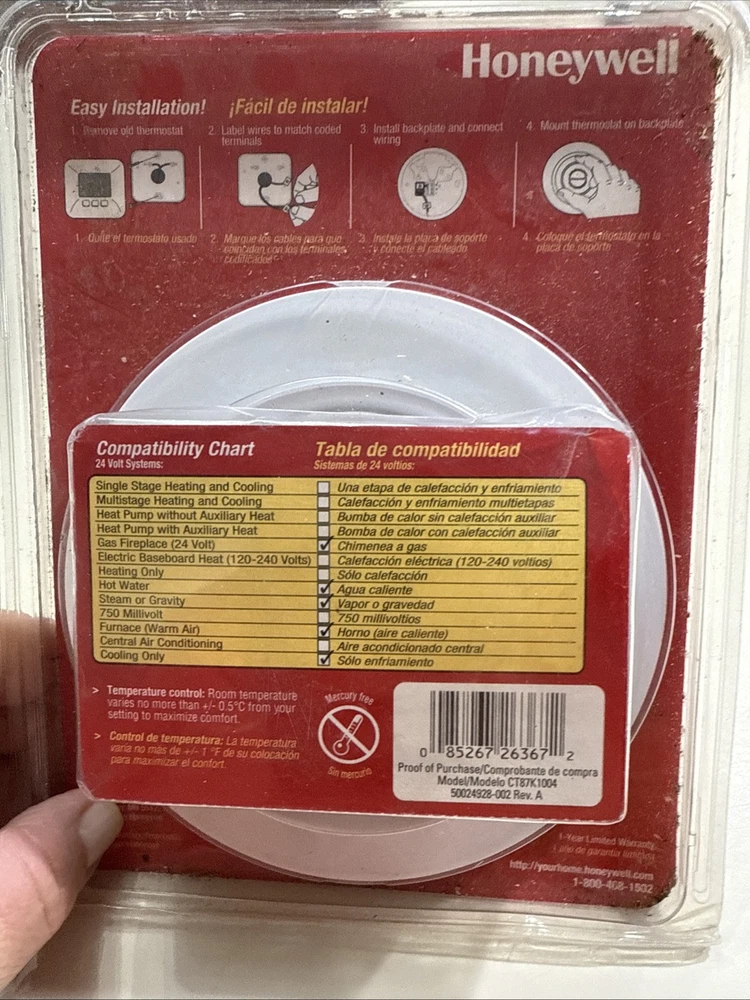 Honeywell
Easy Installation! ¡Fácil de instalar!
1. Remove old thermostat
2. Label wires to match coded
terminals
3. Install backplate and connect
wiring
4. Mount thermostat on backplate
1. Quite el termostato usado
2. Marque los cables para que
coincidan con los terminales
codificados
3. Instale la placa de soporte
y conecte el cableado
4. Coloque el termostato en la
placa de soporte
Compatibility Chart
24 Volt Systems:
Tabla de compatibilidad
Sistemas de 24 voltios:
Single Stage Heating and Cooling Una etapa de calefacción y enfriamiento
Multistage Heating and Cooling Calefacción y enfriamiento multietapas
Heat Pump without Auxiliary Heat Bumba de calor sin calefacción auxiliar
Heat Pump with Auxiliary Heat Bomba de calor con calefacción auxiliar
Gas Fireplace (24 Volt) ✓ Chimenea a gas
Electric Baseboard Heat (120-240 Volts) Calefacción eléctrica (120-240 voltios)
Heating Only Sólo calefacción
Hot Water ✓ Agua caliente
Steam or Gravity ✓ Vapor o gravedad
750 Millivolt 750 millivoltios
Furnace (Warm Air) ✓ Horno (aire caliente)
Central Air Conditioning Aire acondicionado central
Cooling Only ✓ Sólo enfriamiento
> Temperature control: Room temperature
varies no more than +/- 0.5°C from your
setting to maximize comfort.
> Control de temperatura: La temperatura
varía no más de +/- 1 °F de su colocación
para maximizar el confort
Mercury free
Sin mercurio
0 85267 26367 2
Proof of Purchase/Comprobante de compra
Model/Modelo CT87K1004
50024928-002 Rev. A
1-Year Limited Warranty
1 año de garantía limitada
http://yourhome.honeywell.com
1-800-468-1502